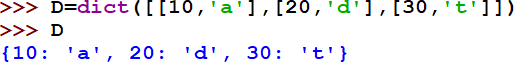 >>> D=dict([[10,'a'],[20,'d'],[30,'t']])
>>> D
{10: 'a', 20: 'd', 30: 't'}